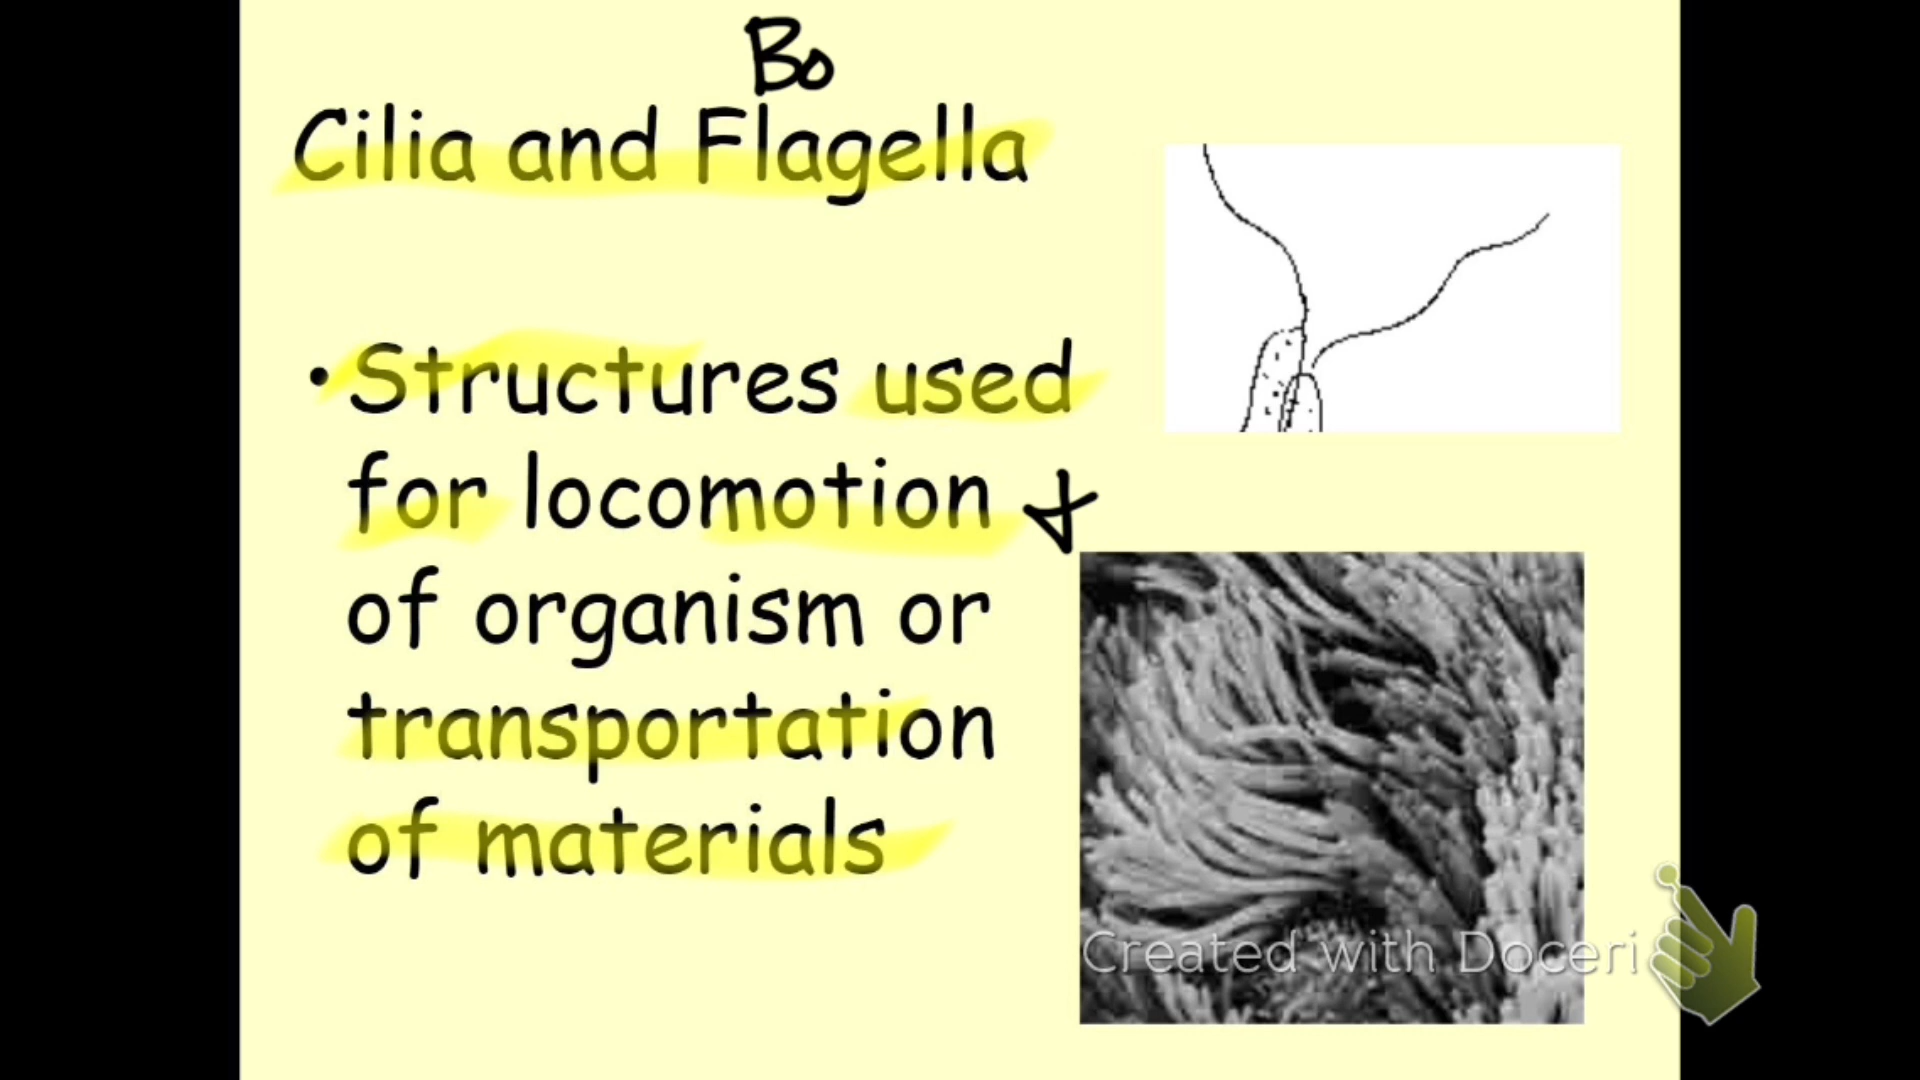 Bo
Cilia and Flagella
• Structures used
for locomotion &
of organism or
transportation
of materials
Created with Doceri